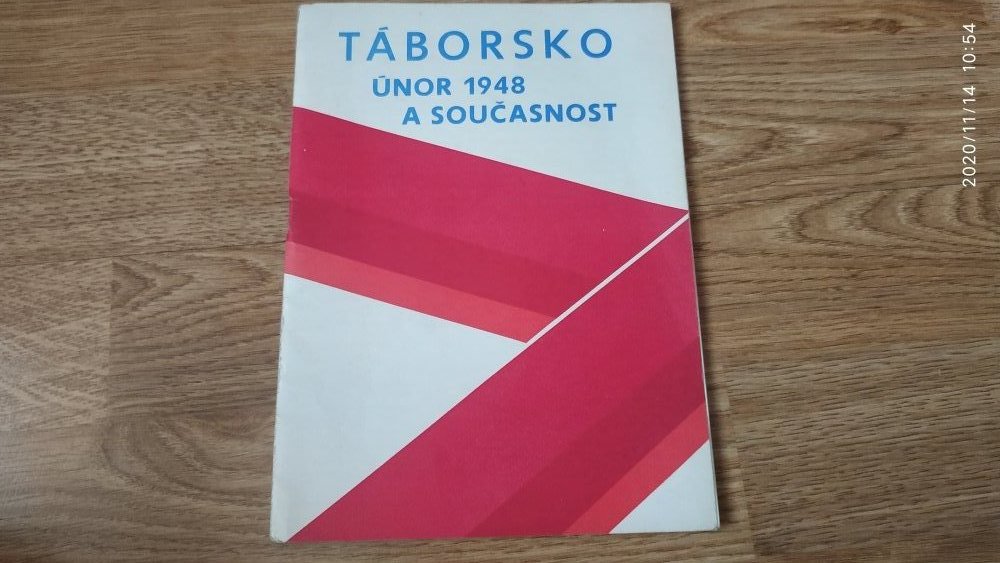 TÁBORSKO
ÚNOR 1948
A SOUČASNOST
2020/11/14 10:54